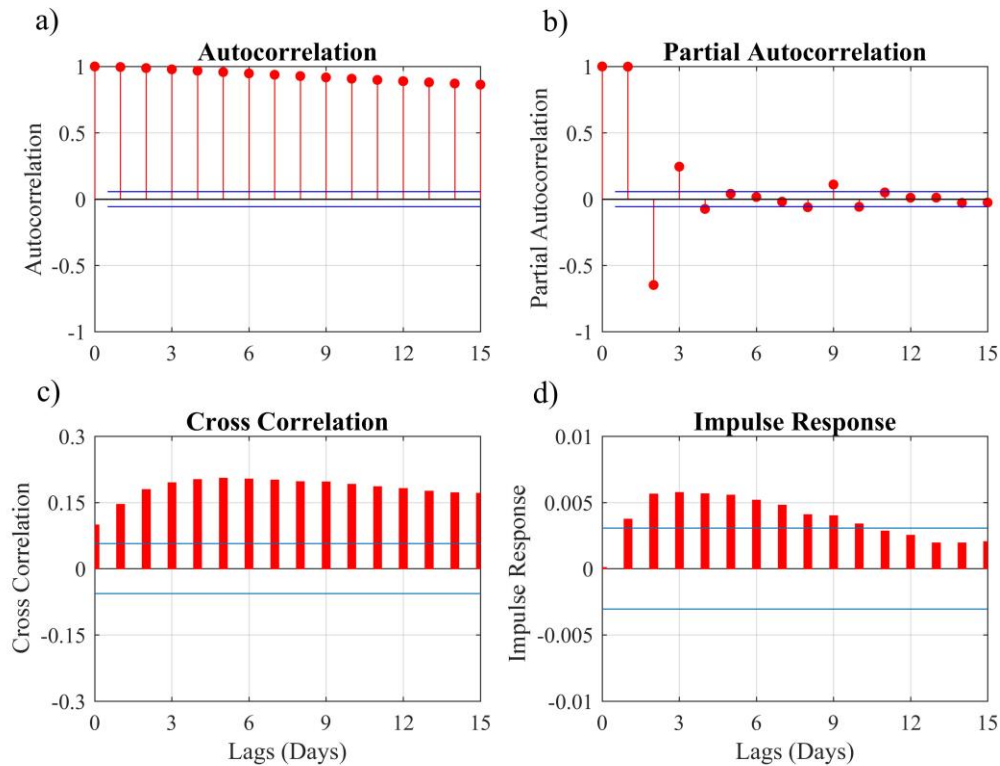 a)
Autocorrelation
1
0.5
0
-0.5
-1
Autocorrelation
0 3 6 9 12 15
b)
Partial Autocorrelation
1
0.5
0
-0.5
-1
Partial Autocorrelation
0 3 6 9 12 15
c)
Cross Correlation
0.3
0.15
0
-0.15
-0.3
Cross Correlation
0 3 6 9 12 15
Lags (Days)
d)
Impulse Response
0.01
0.005
0
-0.005
-0.01
Impulse Response
0 3 6 9 12 15
Lags (Days)